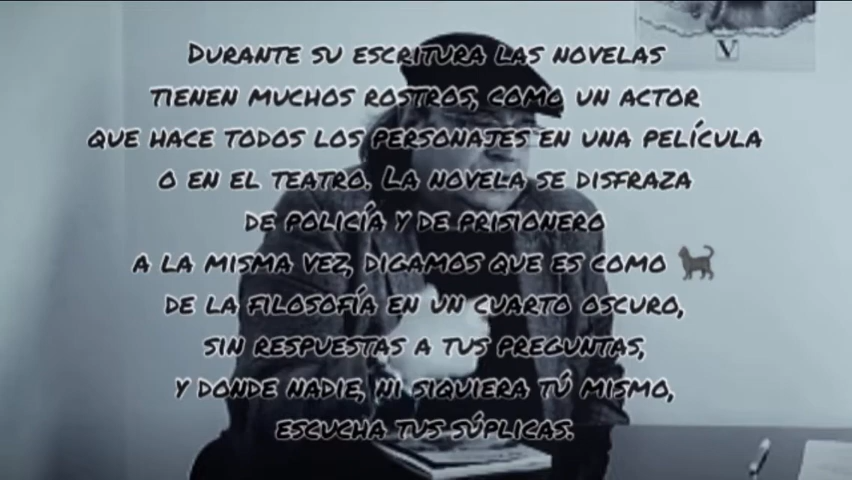 V
Durante su escritura las novelas
tienen muchos rostros, como un actor
que hace todos los personajes en una película
o en el teatro. La novela se disfraza
de policía y de prisionero
a la misma vez, digamos que es como 🐈‍⬛
de la filosofía en un cuarto oscuro,
sin respuestas a tus preguntas,
y donde nadie, ni siquiera tú mismo,
escucha tus súplicas.